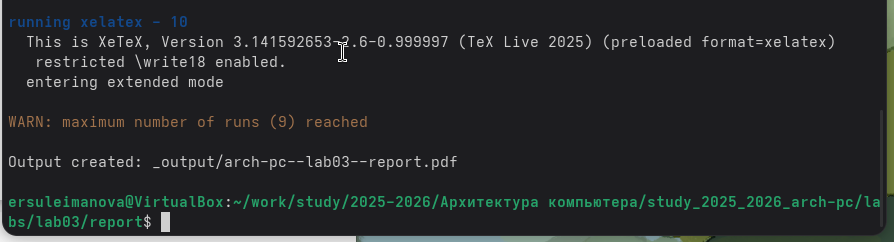 running xelatex - 10
This is XeTeX, Version 3.141592653-2.6-0.999997 (TeX Live 2025) (preloaded format=xelatex)
restricted \write18 enabled.
entering extended mode
WARN: maximum number of runs (9) reached
Output created: _output/arch-pc--lab03--report.pdf
ersuleimanova@VirtualBox:~/work/study/2025-2026/Архитектура компьютера/study_2025_2026_arch-pc/la
bs/lab03/report$